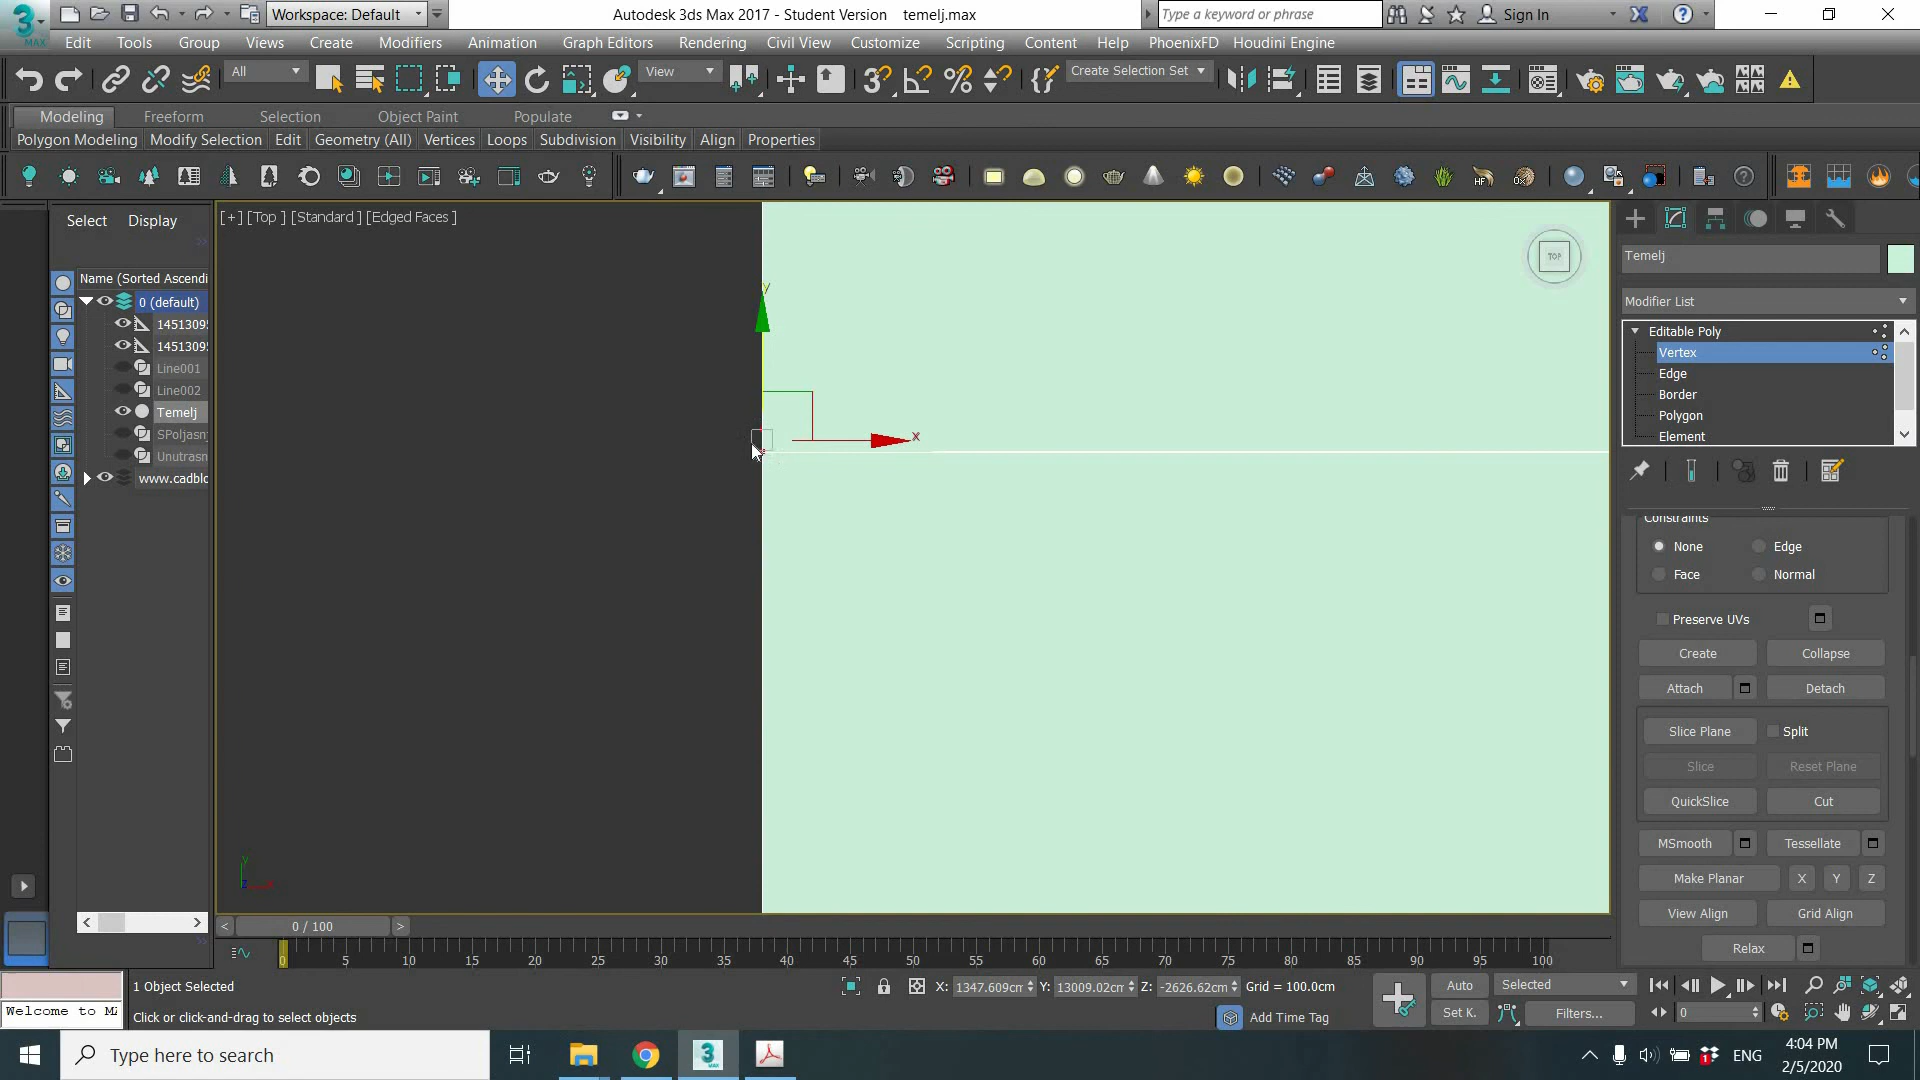 Workspace: Default
Autodesk 3ds Max 2017 - Student Version temelj.max
Type a keyword or phrase
Sign In
MAX
Edit Tools Group Views Create Modifiers Animation Graph Editors Rendering Civil View Customize Scripting Content Help PhoenixFD Houdini Engine
All
View
Create Selection Set
Modeling Freeform Selection Object Paint Populate
Polygon Modeling Modify Selection Edit Geometry (All) Vertices Loops Subdivision Visibility Align Properties
Select Display
[+] [Top ] [Standard ] [Edged Faces ]
TOP
Temelj
Name (Sorted Ascendi
0 (default)
1451309
1451309
Line001
Line002
Temelj
SPoljasn
Unutrasn
www.cadblo
y
x
Modifier List
Editable Poly
Vertex
Edge
Border
Polygon
Element
Constraints
None Edge
Face Normal
Preserve UVs
Create Collapse
Attach Detach
Slice Plane Split
Slice Reset Plane
QuickSlice Cut
MSmooth Tessellate
Make Planar X Y Z
View Align Grid Align
Relax
< 0 / 100 >
0 5 10 15 20 25 30 35 40 45 50 55 60 65 70 75 80 85 90 95 100
1 Object Selected
X: 1347.609cm Y: 13009.02cm Z: -2626.62cm Grid = 100.0cm
Auto Selected
Welcome to MA
Click or click-and-drag to select objects
Add Time Tag
Set K. Filters...
0
Type here to search
ENG
4:04 PM
2/5/2020